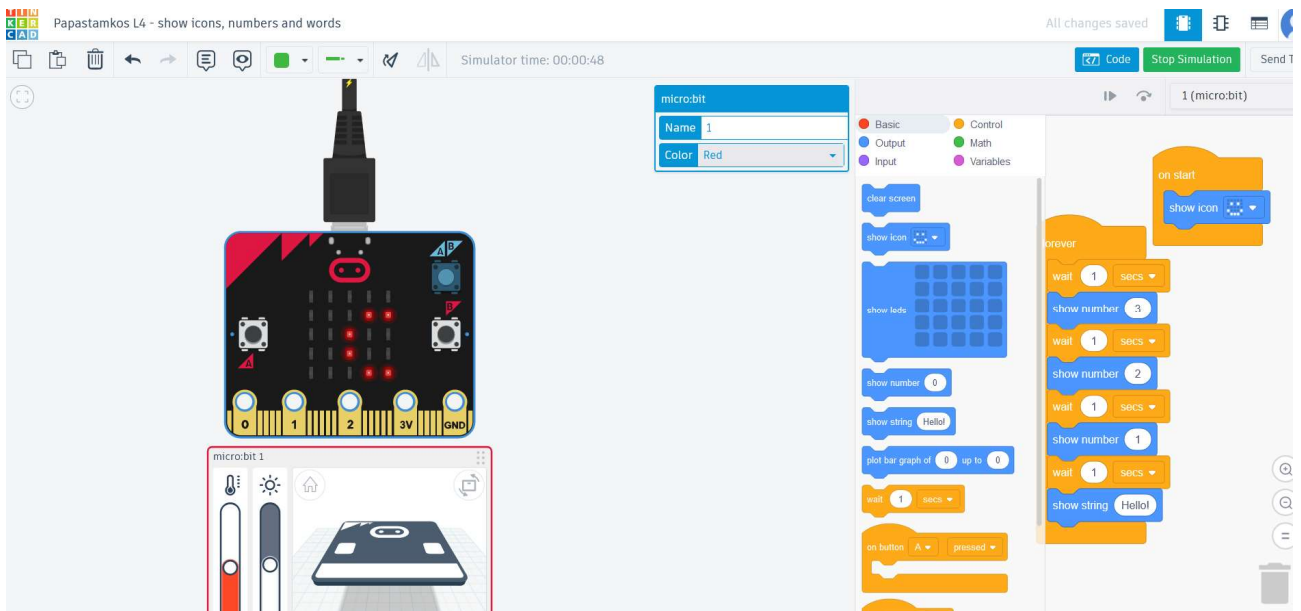 TIN
KER
CAD
Papastamkos L4 - show icons, numbers and words
All changes saved
Simulator time: 00:00:48
Code
Stop Simulation
Send T
1 (micro:bit)
micro:bit
Name 1
Color Red
Basic
Control
Output
Math
Input
Variables
clear screen
show icon
show leds
show number 0
show string Hello!
plot bar graph of 0 up to 0
wait 1 secs
on button A pressed
on start
show icon
orever
wait 1 secs
show number 3
wait 1 secs
show number 2
wait 1 secs
show number 1
wait 1 secs
show string Hello!
A B
B
A
0 1 2 3V GND
micro:bit 1